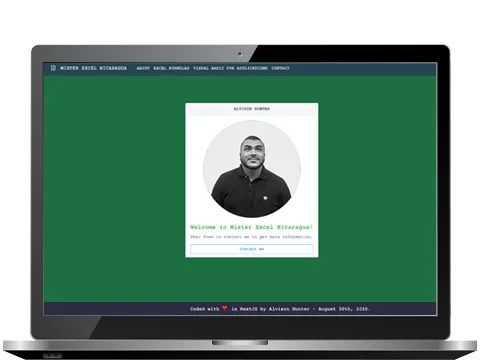 MISTER EXCEL NICARAGUA ABOUT EXCEL FORMULAS VISUAL BASIC FOR APPLICATIONS CONTACT
ALVISON HUNTER
Welcome to Mister Excel Nicaragua!
Feel free to contact me to get more information.
Contact me
Coded with ❤ in NextJS by Alvison Hunter - August 30th, 2020.